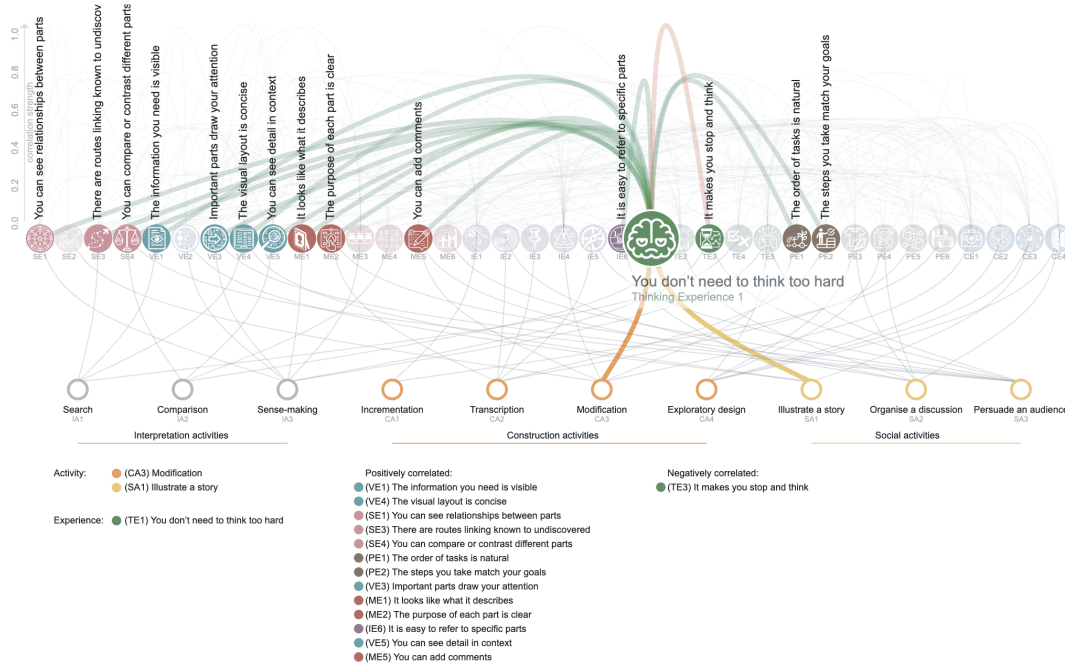 1.0
0.8
0.6
0.4
0.2
0.0
correlation strength
You can see relationships between parts
There are routes linking known to undiscov
You can compare or contrast different parts
The information you need is visible
Important parts draw your attention
The visual layout is concise
You can see detail in context
It looks like what it describes
The purpose of each part is clear
You can add comments
It is easy to refer to specific parts
It makes you stop and think
The order of tasks is natural
The steps you take match your goals
SE1
SE2
SE3
SE4
VE1
VE2
VE3
VE4
VE5
ME1
ME2
ME3
ME4
ME5
ME6
IE1
IE2
IE3
IE4
IE5
IE6
TE2
TE3
TE4
TE5
PE1
PE2
PE3
PE4
PE5
PE6
CE1
CE2
CE3
CE4
You don't need to think too hard
Thinking Experience 1
Search
IA1
Comparison
IA2
Sense-making
IA3
Incrementation
CA1
Transcription
CA2
Modification
CA3
Exploratory design
CA4
Illustrate a story
SA1
Organise a discussion
SA2
Persuade an audience
SA3
Interpretation activities
Construction activities
Social activities
Activity:
(CA3) Modification
(SA1) Illustrate a story
Experience:
(TE1) You don't need to think too hard
Positively correlated:
(VE1) The information you need is visible
(VE4) The visual layout is concise
(SE1) You can see relationships between parts
(SE3) There are routes linking known to undiscovered
(SE4) You can compare or contrast different parts
(PE1) The order of tasks is natural
(PE2) The steps you take match your goals
(VE3) Important parts draw your attention
(ME1) It looks like what it describes
(ME2) The purpose of each part is clear
(IE6) It is easy to refer to specific parts
(VE5) You can see detail in context
(ME5) You can add comments
Negatively correlated:
(TE3) It makes you stop and think